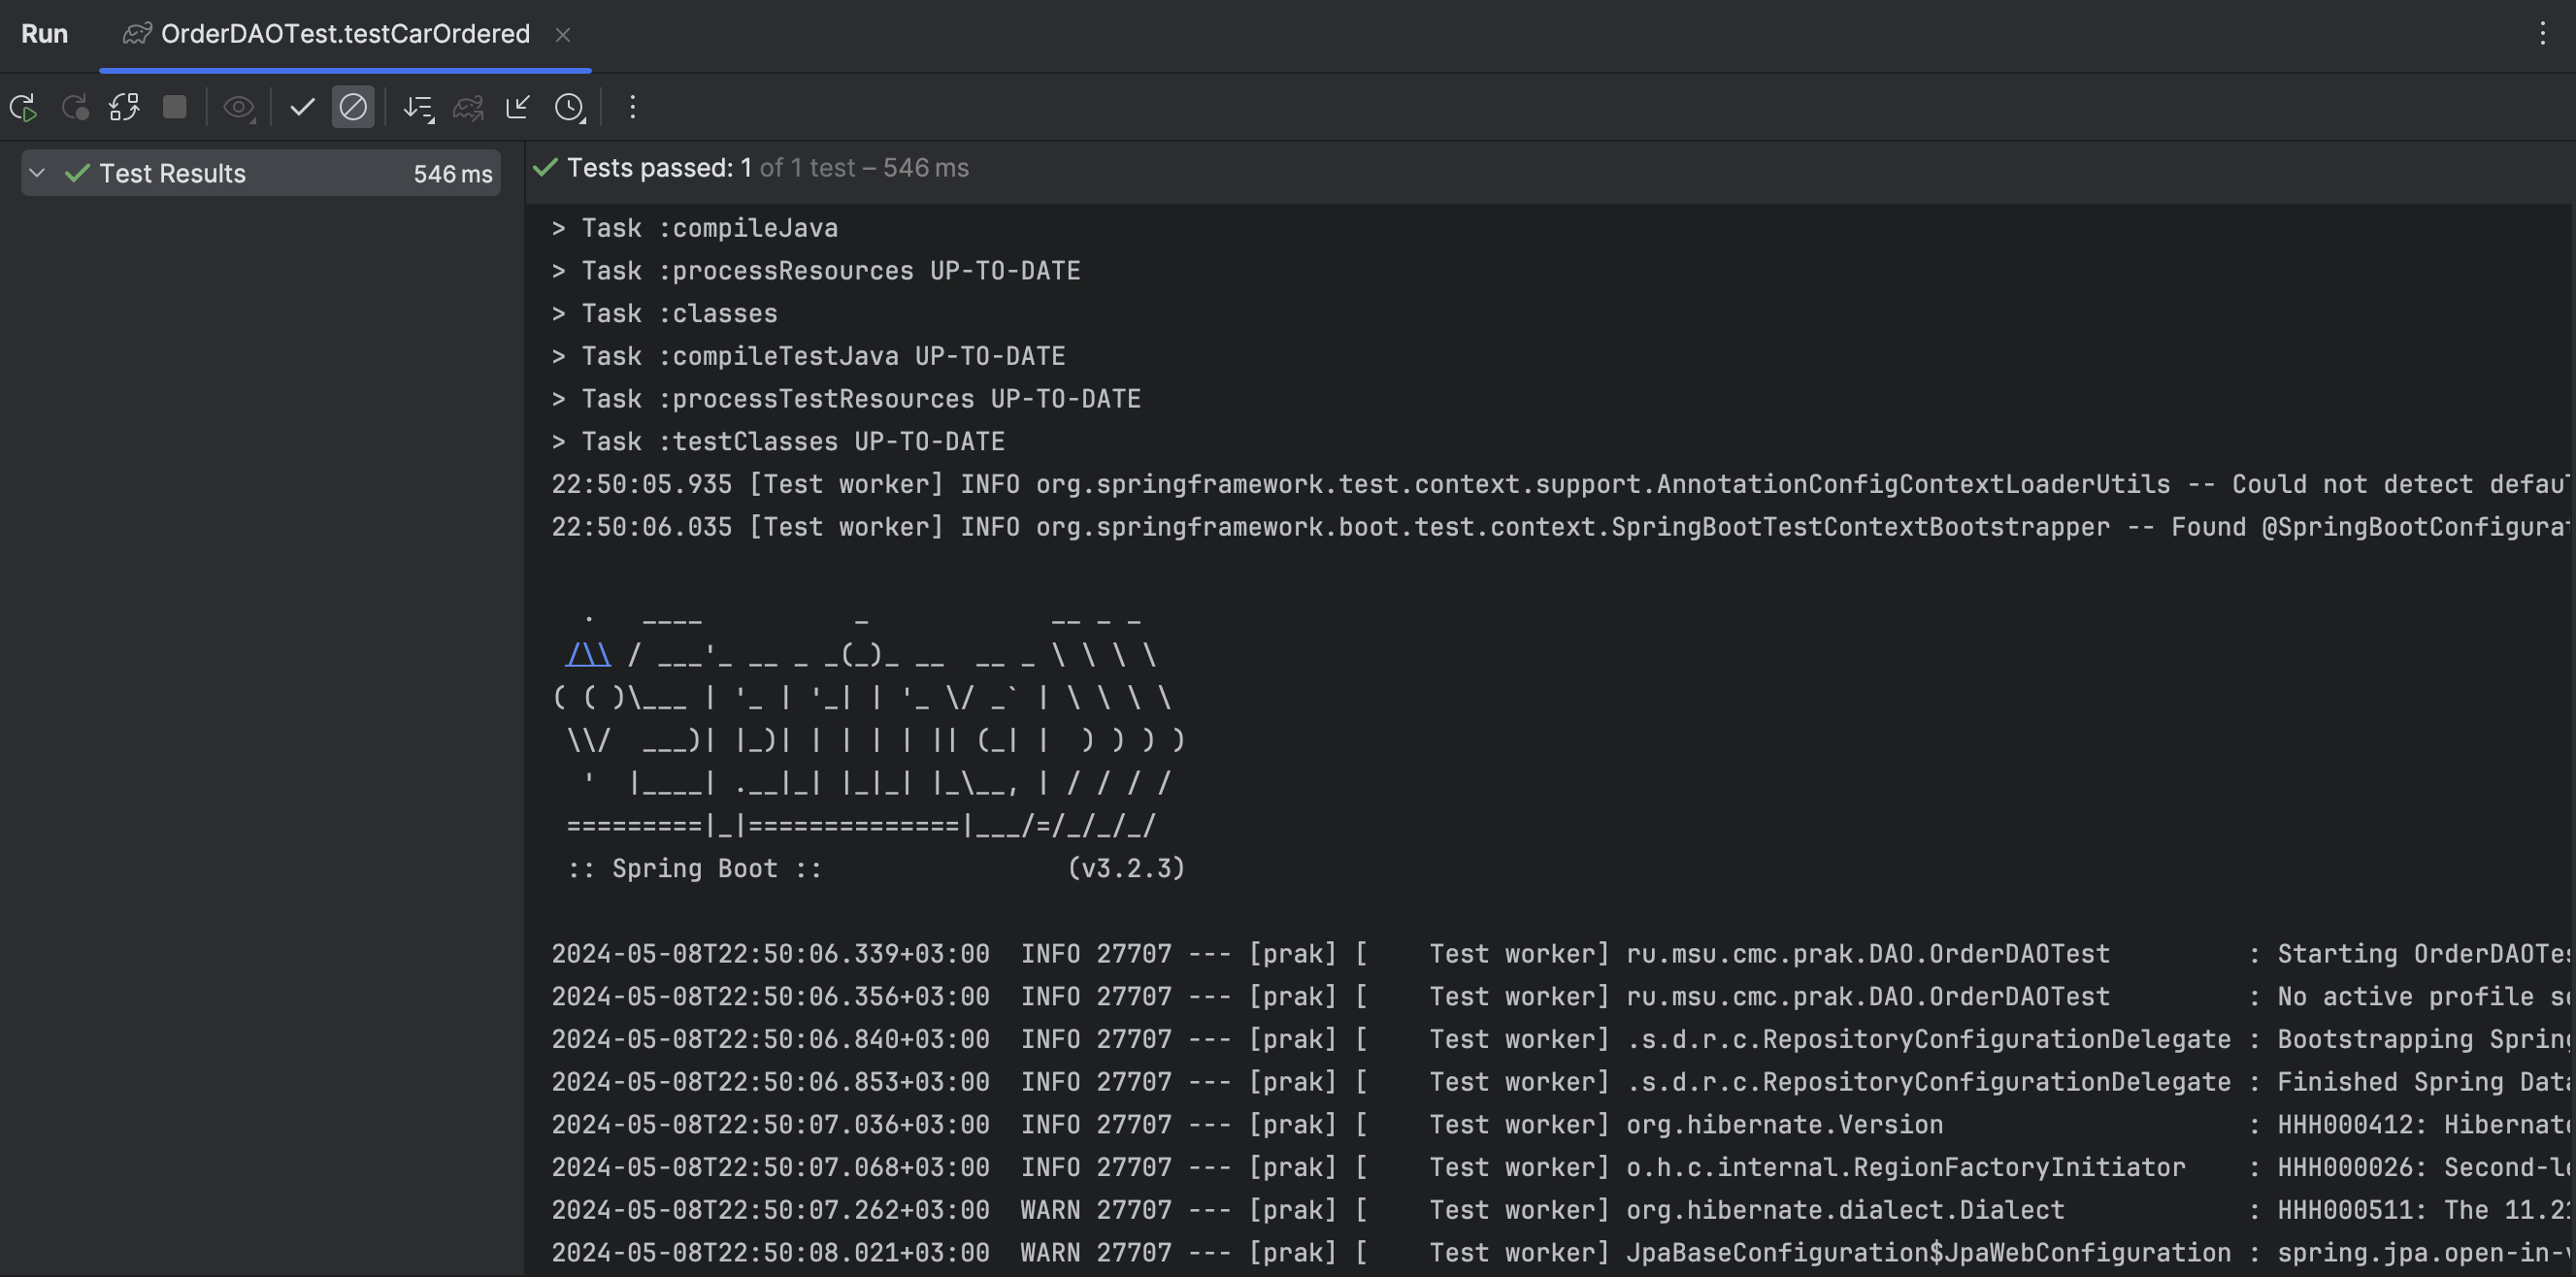 Run OrderDAOTest.testCarOrdered
Test Results 546 ms
Tests passed: 1 of 1 test – 546 ms
> Task :compileJava
> Task :processResources UP-TO-DATE
> Task :classes
> Task :compileTestJava UP-TO-DATE
> Task :processTestResources UP-TO-DATE
> Task :testClasses UP-TO-DATE
22:50:05.935 [Test worker] INFO org.springframework.test.context.support.AnnotationConfigContextLoaderUtils -- Could not detect defau
22:50:06.035 [Test worker] INFO org.springframework.boot.test.context.SpringBootTestContextBootstrapper -- Found @SpringBootConfigura
  .   ____          _            __ _ _
 /\\ / ___'_ __ _ _(_)_ __  __ _ \ \ \ \
( ( )\___ | '_ | '_| | '_ \/ _` | \ \ \ \
 \\/  ___)| |_)| | | | | || (_| |  ) ) ) )
  '  |____| .__|_| |_|_| |_\__, | / / / /
 =========|_|==============|___/=/_/_/_/
 :: Spring Boot ::                (v3.2.3)
2024-05-08T22:50:06.339+03:00  INFO 27707 --- [prak] [    Test worker] ru.msu.cmc.prak.DAO.OrderDAOTest         : Starting OrderDAOTes
2024-05-08T22:50:06.356+03:00  INFO 27707 --- [prak] [    Test worker] ru.msu.cmc.prak.DAO.OrderDAOTest         : No active profile s
2024-05-08T22:50:06.840+03:00  INFO 27707 --- [prak] [    Test worker] .s.d.r.c.RepositoryConfigurationDelegate : Bootstrapping Spring
2024-05-08T22:50:06.853+03:00  INFO 27707 --- [prak] [    Test worker] .s.d.r.c.RepositoryConfigurationDelegate : Finished Spring Data
2024-05-08T22:50:07.036+03:00  INFO 27707 --- [prak] [    Test worker] org.hibernate.Version                    : HHH000412: Hibernate
2024-05-08T22:50:07.068+03:00  INFO 27707 --- [prak] [    Test worker] o.h.c.internal.RegionFactoryInitiator    : HHH000026: Second-l
2024-05-08T22:50:07.262+03:00  WARN 27707 --- [prak] [    Test worker] org.hibernate.dialect.Dialect            : HHH000511: The 11.2
2024-05-08T22:50:08.021+03:00  WARN 27707 --- [prak] [    Test worker] JpaBaseConfiguration$JpaWebConfiguration : spring.jpa.open-in-